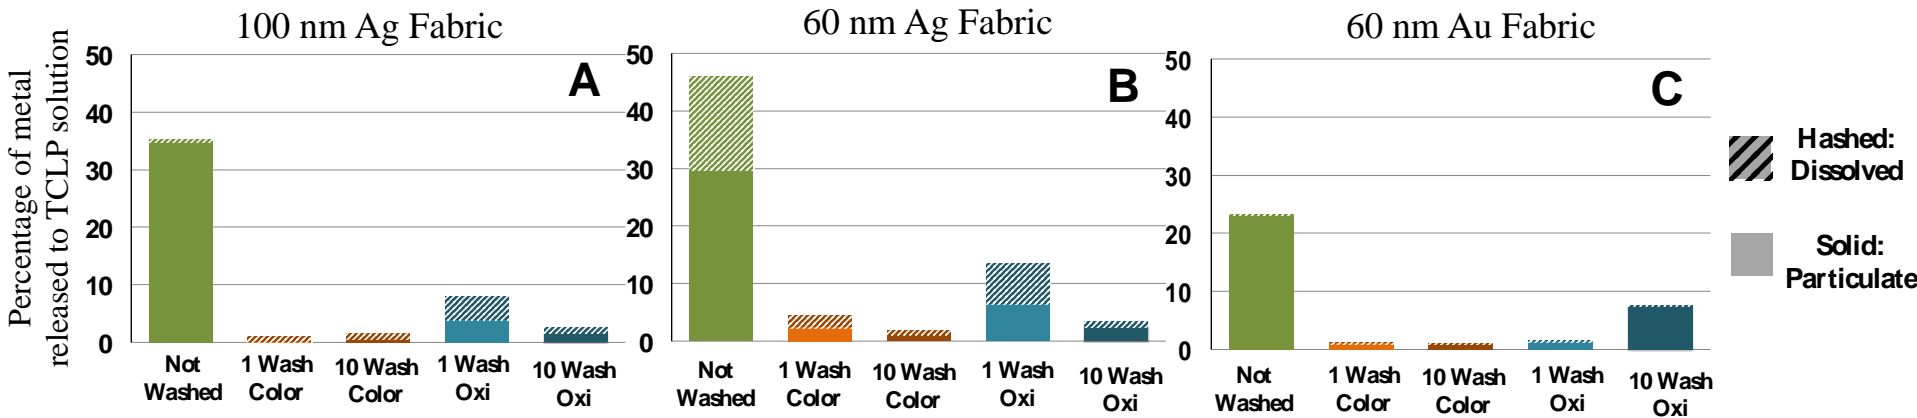 100 nm Ag Fabric
60 nm Ag Fabric
60 nm Au Fabric
Percentage of metal
released to TCLP solution
50
40
30
20
10
0
A
Not
Washed
1 Wash
Color
10 Wash
Color
1 Wash
Oxi
10 Wash
Oxi
50
40
30
20
10
0
B
Not
Washed
1 Wash
Color
10 Wash
Color
1 Wash
Oxi
10 Wash
Oxi
50
40
30
20
10
0
C
Not
Washed
1 Wash
Color
10 Wash
Color
1 Wash
Oxi
10 Wash
Oxi
Hashed:
Dissolved
Solid:
Particulate